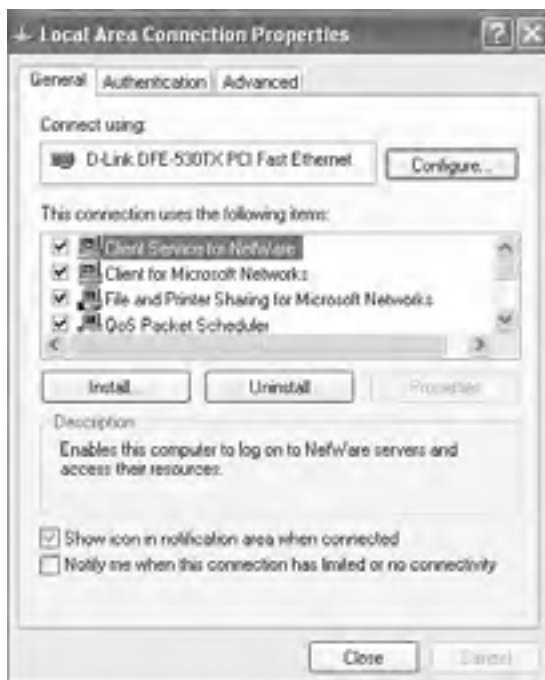 Local Area Connection Properties
General Authentication Advanced
Connect using:
D-Link DFE-530TX PCI Fast Ethernet
Configure...
This connection uses the following items:
Client Service for NetWare
Client for Microsoft Networks
File and Printer Sharing for Microsoft Networks
QoS Packet Scheduler
Install... Uninstall Properties
Description
Enables this computer to log on to NetWare servers and
access their resources.
Show icon in notification area when connected
Notify me when this connection has limited or no connectivity
Close Cancel